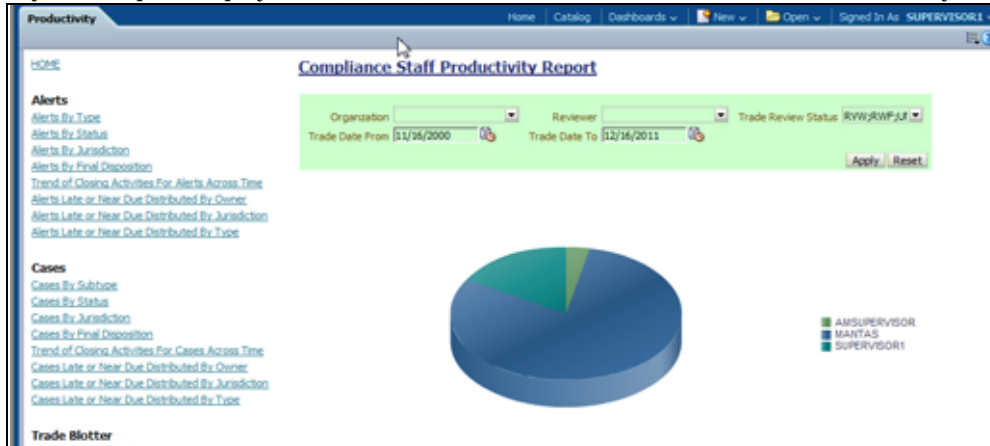 Productivity
Home Catalog Dashboards New Open Signed In As SUPERVISOR1
HOME
Compliance Staff Productivity Report
Alerts
Alerts By Type
Alerts By Status
Alerts By Jurisdiction
Alerts By Final Disposition
Trend of Closing Activities For Alerts Across Time
Alerts Late or Near Due Distributed By Owner
Alerts Late or Near Due Distributed By Jurisdiction
Alerts Late or Near Due Distributed By Type
Organzation Reviewer Trade Review Status RVW;RWF;
Trade Date From 11/16/2000 Trade Date To 12/16/2011
Apply Reset
AMSUPERVISOR
MANTAS
SUPERVISOR1
Cases
Cases By Subtype
Cases By Status
Cases By Jurisdiction
Cases By Final Disposition
Trend of Closing Activities For Cases Across Time
Cases Late or Near Due Distributed By Owner
Cases Late or Near Due Distributed By Jurisdiction
Cases Late or Near Due Distributed By Type
Trade Blotter